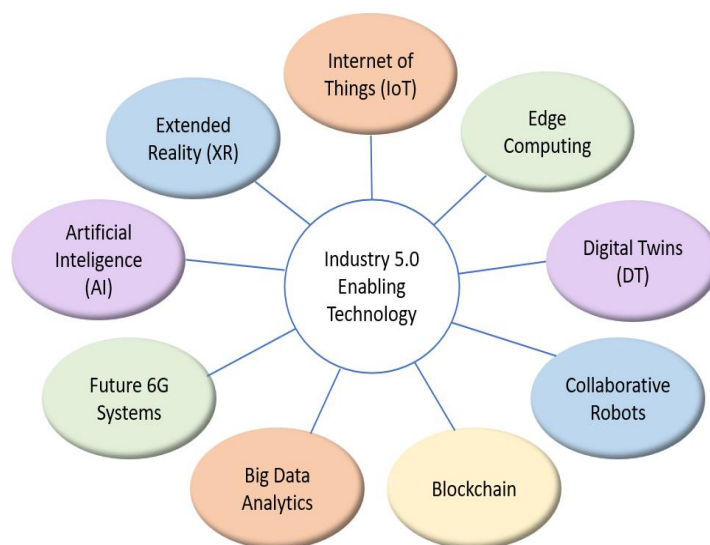 Internet of
Things (IoT)
Edge
Computing
Digital Twins
(DT)
Collaborative
Robots
Blockchain
Big Data
Analytics
Future 6G
Systems
Artificial
Inteligence
(AI)
Extended
Reality (XR)
Industry 5.0
Enabling
Technology